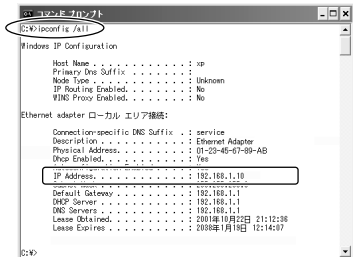 コマンド プロンプト
C:¥>ipconfig /all
Windows IP Configuration
Host Name . . . . . . . . . . . . : xp
Primary Dns Suffix . . . . . . . :
Node Type . . . . . . . . . . . . : Unknown
IP Routing Enabled. . . . . . . . : No
WINS Proxy Enabled. . . . . . . . : No
Ethernet adapter ローカル エリア接続:
Connection-specific DNS Suffix . : service
Description . . . . . . . . . . . : Ethernet Adapter
Physical Address. . . . . . . . . : 01-23-45-67-89-AB
Dhcp Enabled. . . . . . . . . . . : Yes
IP Address. . . . . . . . . . . . : 192.168.1.10
Default Gateway . . . . . . . . . : 192.168.1.1
DHCP Server . . . . . . . . . . . : 192.168.1.1
DNS Servers . . . . . . . . . . . : 192.168.1.1
Lease Obtained. . . . . . . . . . : 2001年10月22日 21:12:36
Lease Expires . . . . . . . . . . : 2038年1月19日 12:14:07
C:¥>